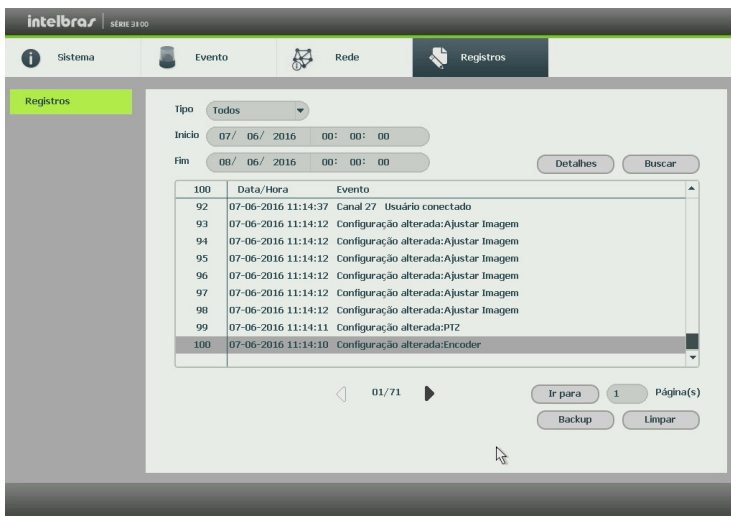 intelbras SÉRIE 3100
Sistema Evento Rede Registros
Registros
Tipo Todos
Início 07/ 06/ 2016 00: 00: 00
Fim 08/ 06/ 2016 00: 00: 00
Detalhes Buscar
100 Data/Hora Evento
92 07-06-2016 11:14:37 Canal 27 Usuário conectado
93 07-06-2016 11:14:12 Configuração alterada:Ajustar Imagem
94 07-06-2016 11:14:12 Configuração alterada:Ajustar Imagem
95 07-06-2016 11:14:12 Configuração alterada:Ajustar Imagem
96 07-06-2016 11:14:12 Configuração alterada:Ajustar Imagem
97 07-06-2016 11:14:12 Configuração alterada:Ajustar Imagem
98 07-06-2016 11:14:12 Configuração alterada:Ajustar Imagem
99 07-06-2016 11:14:11 Configuração alterada:PTZ
100 07-06-2016 11:14:10 Configuração alterada:Encoder
01/71 Ir para 1 Página(s)
Backup Limpar